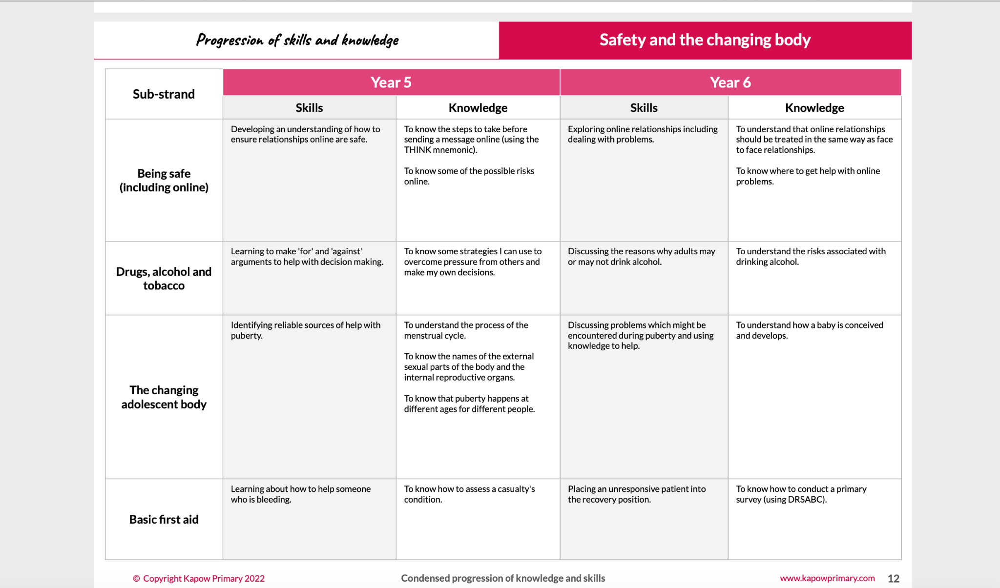 Progression of skills and knowledge
Safety and the changing body
Sub-strand
Year 5
Year 6
Skills
Knowledge
Skills
Knowledge
Being safe
(including online)
Developing an understanding of how to
ensure relationships online are safe.
To know the steps to take before
sending a message online (using the
THINK mnemonic).
To know some of the possible risks
online.
Exploring online relationships including
dealing with problems.
To understand that online relationships
should be treated in the same way as face
to face relationships.
To know where to get help with online
problems.
Drugs, alcohol and
tobacco
Learning to make 'for' and 'against'
arguments to help with decision making.
To know some strategies I can use to
overcome pressure from others and
make my own decisions.
Discussing the reasons why adults may
or may not drink alcohol.
To understand the risks associated with
drinking alcohol.
The changing
adolescent body
Identifying reliable sources of help with
puberty.
To understand the process of the
menstrual cycle.
To know the names of the external
sexual parts of the body and the
internal reproductive organs.
To know that puberty happens at
different ages for different people.
Discussing problems which might be
encountered during puberty and using
knowledge to help.
To understand how a baby is conceived
and develops.
Basic first aid
Learning about how to help someone
who is bleeding.
To know how to assess a casualty's
condition.
Placing an unresponsive patient into
the recovery position.
To know how to conduct a primary
survey (using DRSABC).
© Copyright Kapow Primary 2022
Condensed progression of knowledge and skills
www.kapowprimary.com
12